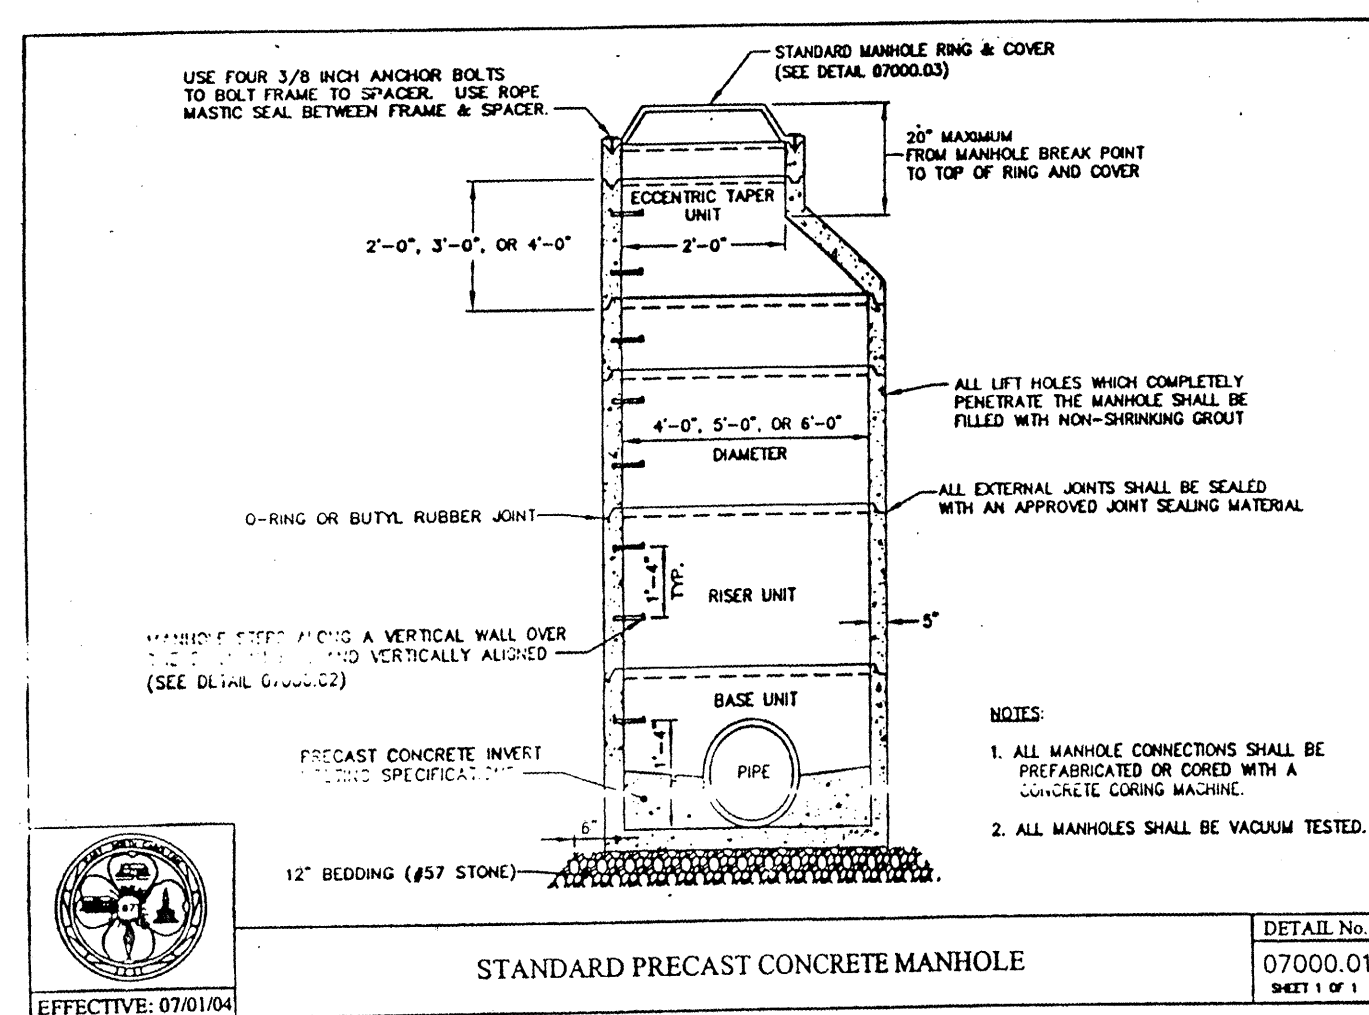 USE FOUR 3/8 INCH ANCHOR BOLTS
TO BOLT FRAME TO SPACER. USE ROPE
MASTIC SEAL BETWEEN FRAME & SPACER.
STANDARD MANHOLE RING & COVER
(SEE DETAIL 07000.03)
20" MAXIMUM
FROM MANHOLE BREAK POINT
TO TOP OF RING AND COVER
ECCENTRIC TAPER
UNIT
2'-0", 3'-0", OR 4'-0"
2'-0"
ALL LIFT HOLES WHICH COMPLETELY
PENETRATE THE MANHOLE SHALL BE
FILLED WITH NON-SHRINKING GROUT
4'-0", 5'-0", OR 6'-0"
DIAMETER
ALL EXTERNAL JOINTS SHALL BE SEALED
WITH AN APPROVED JOINT SEALING MATERIAL
O-RING OR BUTYL RUBBER JOINT
1'-4"
TYP.
RISER UNIT
5"
MANHOLE STEPS ALONG A VERTICAL WALL OVER
AND VERTICALLY ALIGNED
(SEE DETAIL 07000.02)
BASE UNIT
1'-4"
PIPE
PRECAST CONCRETE INVERT
MEETING SPECIFICATIONS
6"
12" BEDDING (#57 STONE)
NOTES:
1. ALL MANHOLE CONNECTIONS SHALL BE
PREFABRICATED OR CORED WITH A
CONCRETE CORING MACHINE.
2. ALL MANHOLES SHALL BE VACUUM TESTED.
EFFECTIVE: 07/01/04
STANDARD PRECAST CONCRETE MANHOLE
DETAIL No.
07000.01
SHEET 1 OF 1